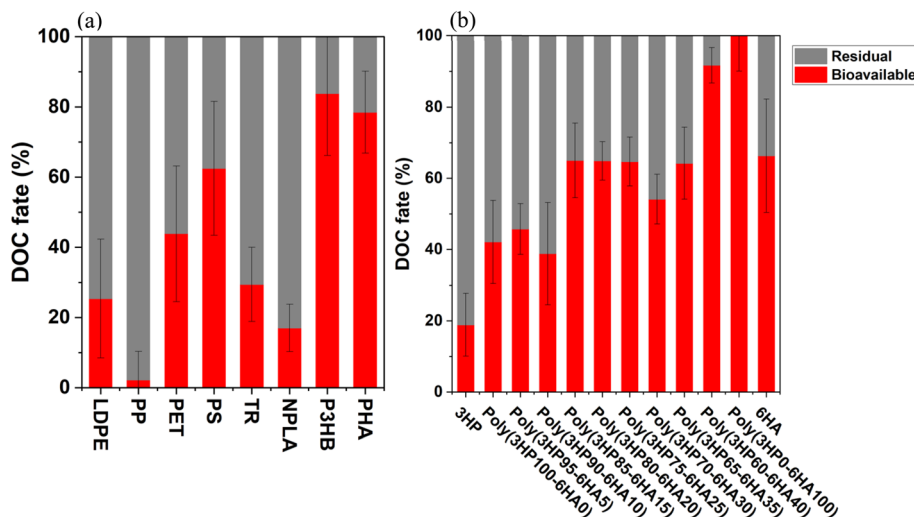 (a)
DOC fate (%)
100
80
60
40
20
0
LDPE
PP
PET
PS
TR
NPLA
P3HB
PHA
(b)
DOC fate (%)
100
80
60
40
20
0
3HP
Poly(3HP100-6HA0)
Poly(3HP95-6HA5)
Poly(3HP90-6HA10)
Poly(3HP85-6HA15)
Poly(3HP80-6HA20)
Poly(3HP75-6HA25)
Poly(3HP70-6HA30)
Poly(3HP65-6HA35)
Poly(3HP60-6HA40)
Poly(3HP0-6HA100)
6HA
Residual
Bioavailable